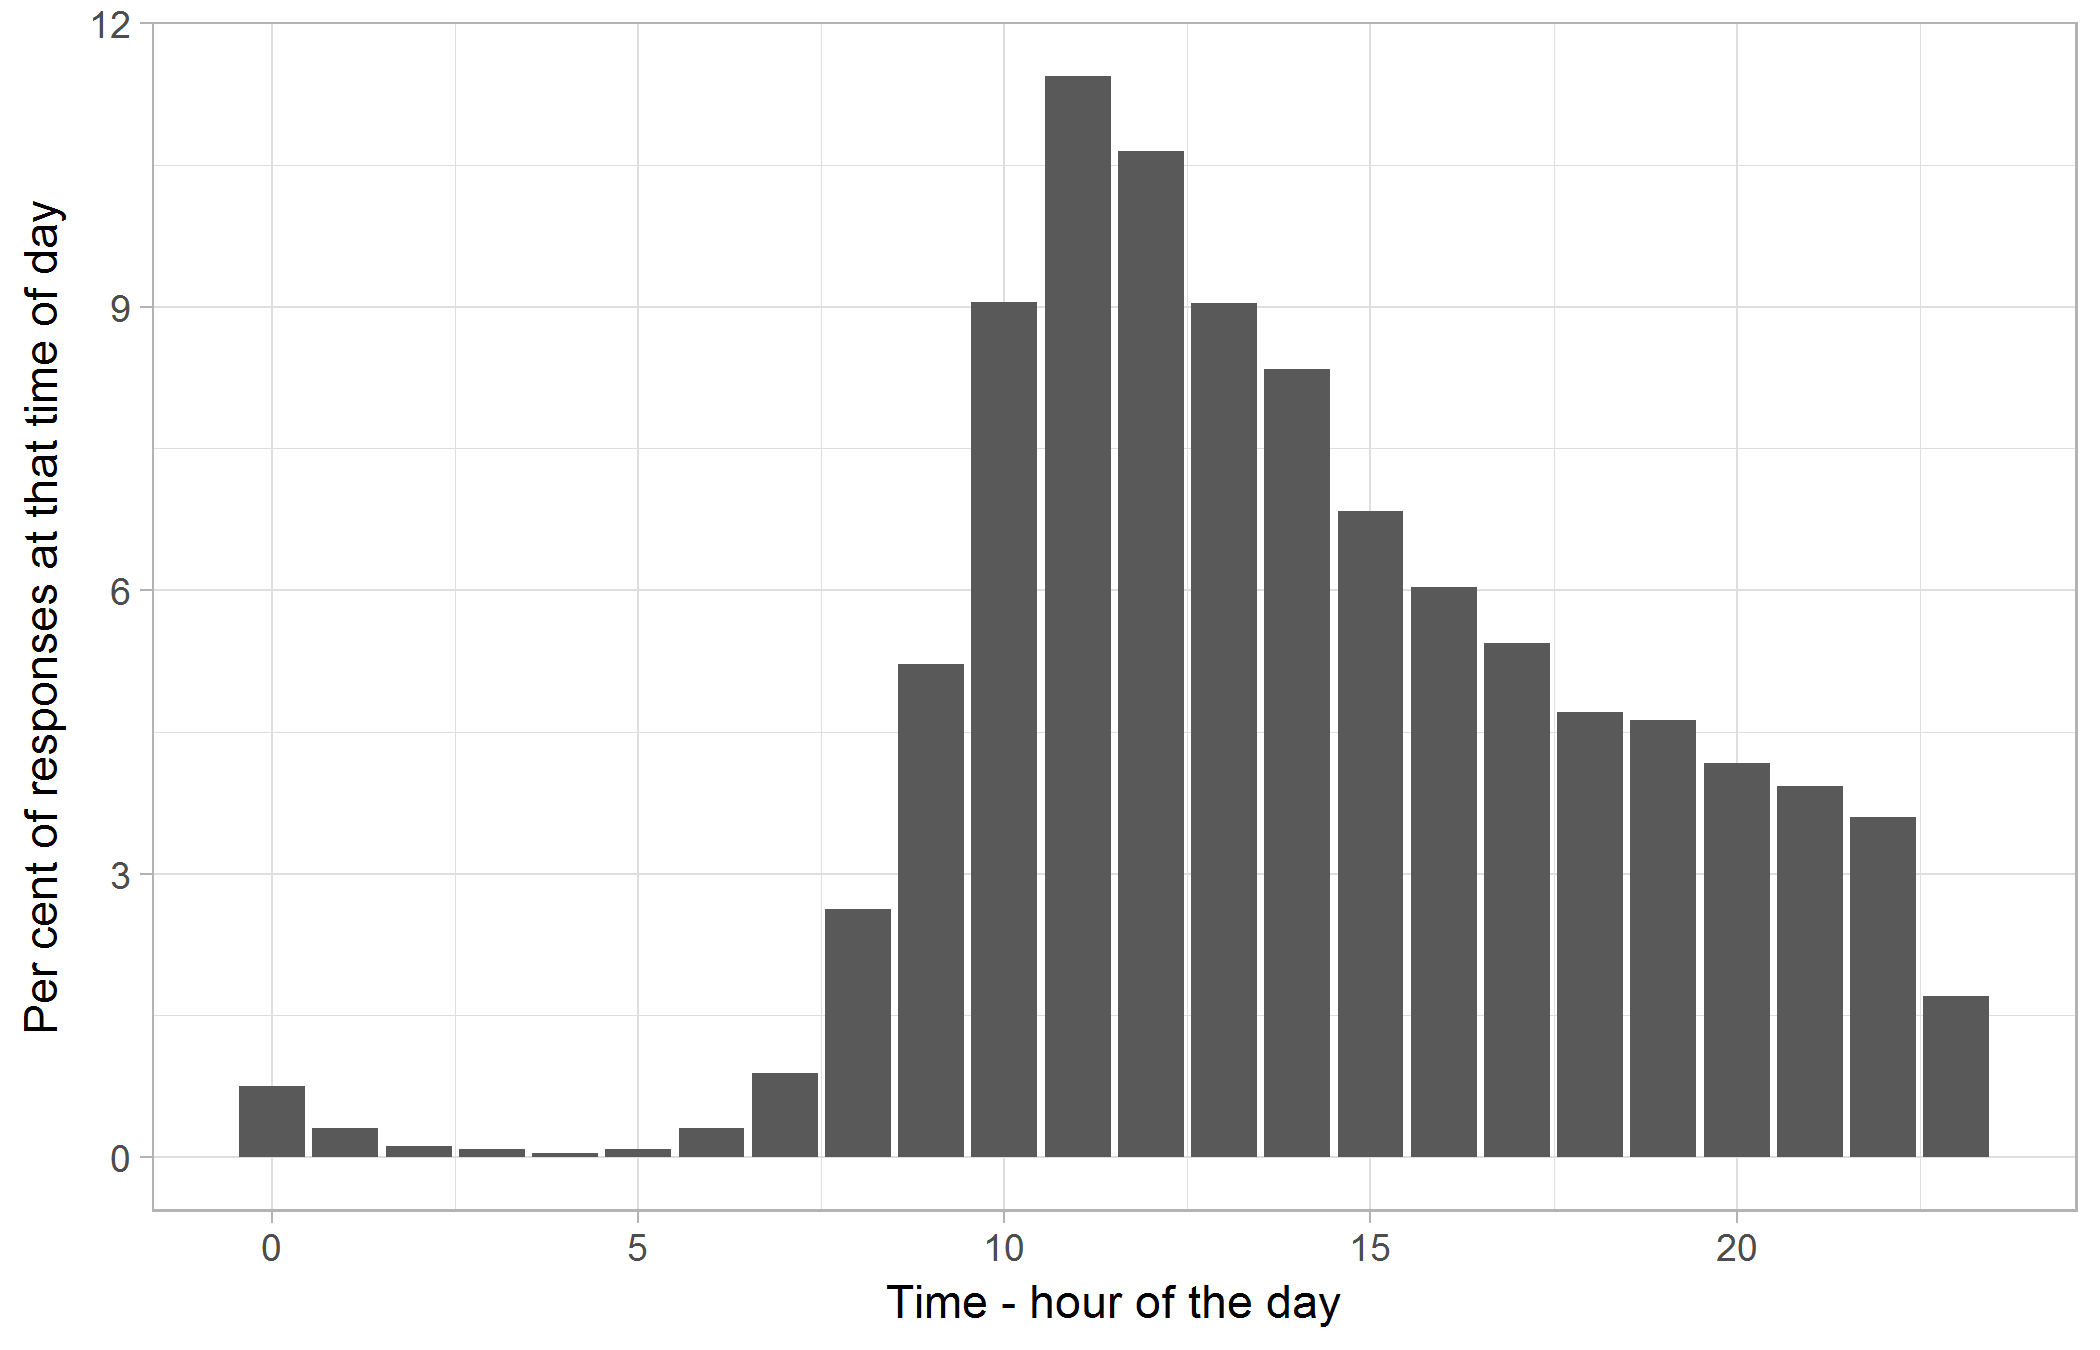 Per cent of responses at that time of day
12
9
6
3
0
0 5 10 15 20
Time - hour of the day